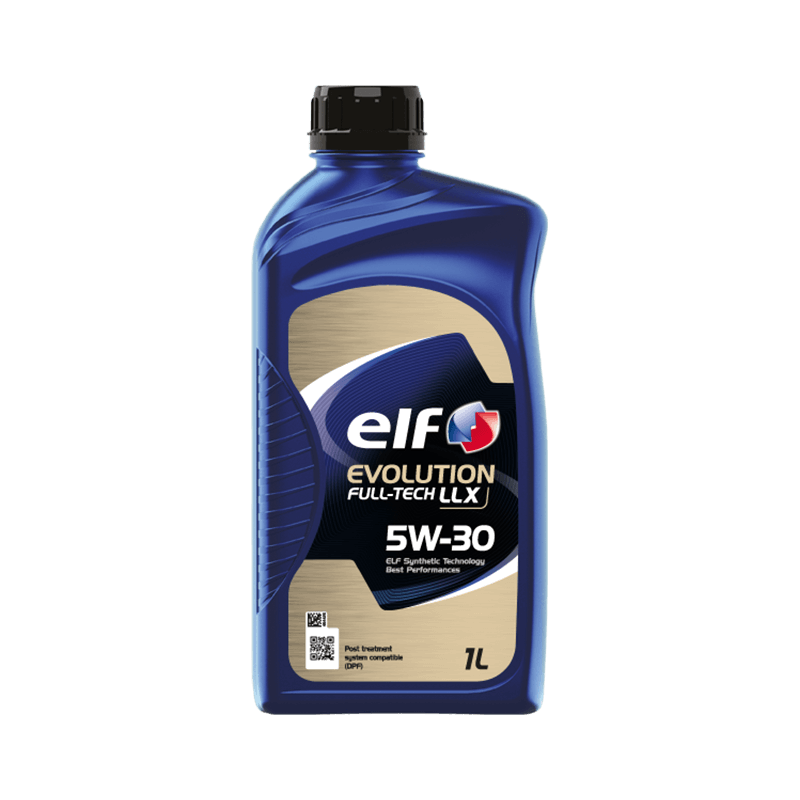 elf
EVOLUTION
FULL-TECH LLX
5W-30
ELF Synthetic Technology
Best Performances
Post treatment
system compatible
(DPF)
1L